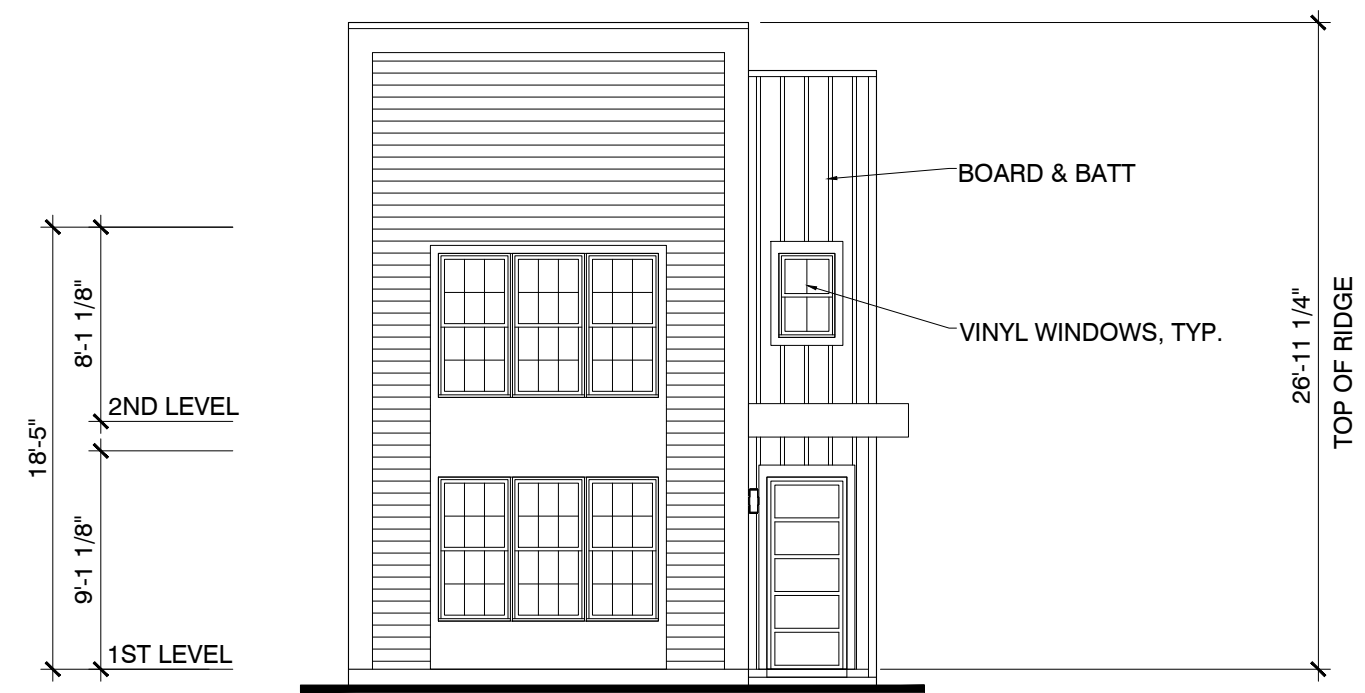 BOARD & BATT
8'-1 1/8"
26'-11 1/4"
TOP OF RIDGE
VINYL WINDOWS, TYP.
2ND LEVEL
18'-5"
9'-1 1/8"
1ST LEVEL